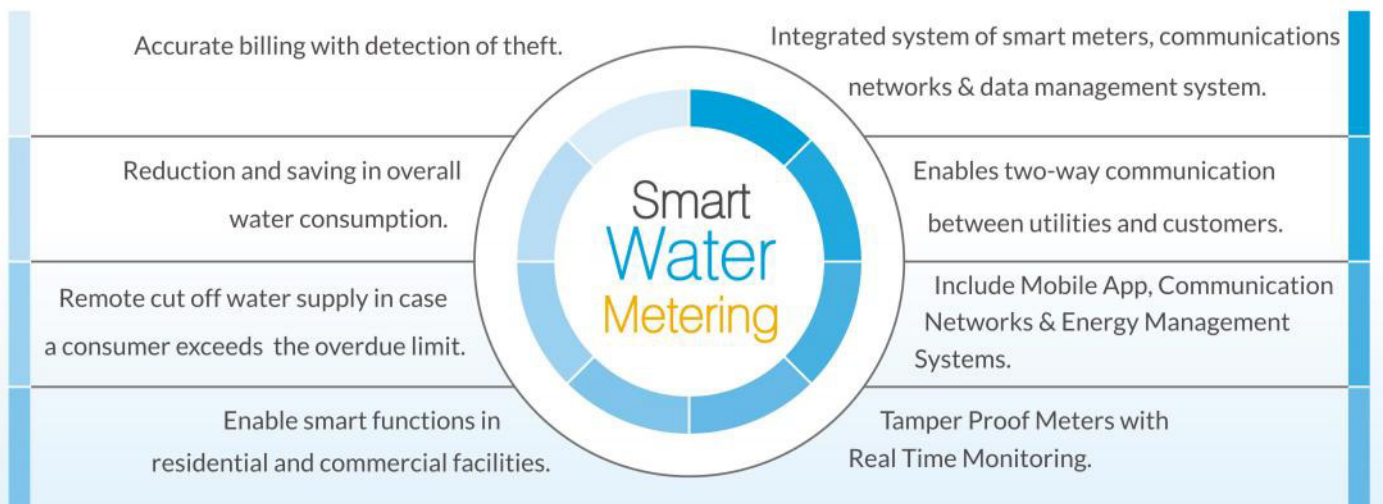 Accurate billing with detection of theft.
Reduction and saving in overall
water consumption.
Remote cut off water supply in case
a consumer exceeds the overdue limit.
Enable smart functions in
residential and commercial facilities.
Smart
Water
Metering
Integrated system of smart meters, communications
networks & data management system.
Enables two-way communication
between utilities and customers.
Include Mobile App, Communication
Networks & Energy Management
Systems.
Tamper Proof Meters with
Real Time Monitoring.